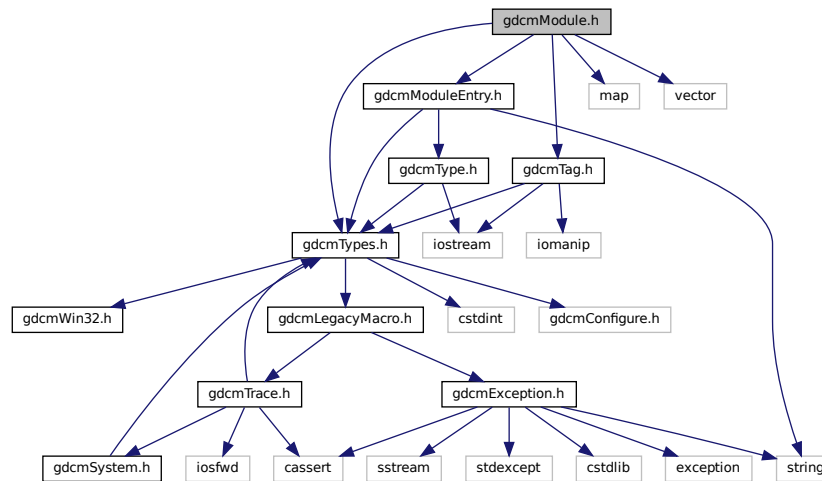 gdcmModule.h
gdcmModuleEntry.h
map
vector
gdcmType.h
gdcmTag.h
gdcmTypes.h
iostream
iomanip
gdcmWin32.h
gdcmLegacyMacro.h
cstdint
gdcmConfigure.h
gdcmTrace.h
gdcmException.h
gdcmSystem.h
iosfwd
cassert
sstream
stdexcept
cstdlib
exception
string